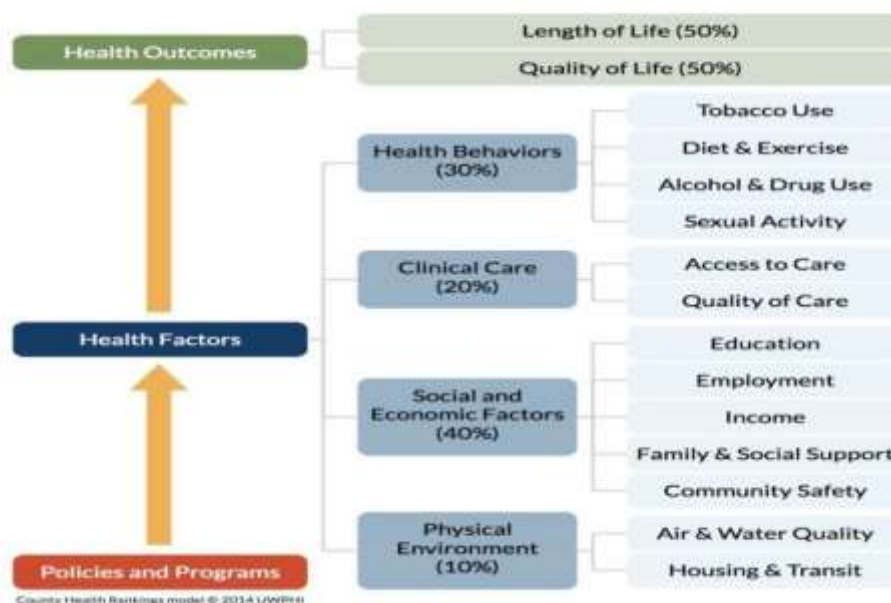 Health Outcomes
Length of Life (50%)
Quality of Life (50%)
Health Factors
Health Behaviors
(30%)
Tobacco Use
Diet & Exercise
Alcohol & Drug Use
Sexual Activity
Clinical Care
(20%)
Access to Care
Quality of Care
Social and
Economic Factors
(40%)
Education
Employment
Income
Family & Social Support
Community Safety
Physical
Environment
(10%)
Air & Water Quality
Housing & Transit
Policies and Programs
County Health Rankings model © 2014 UWPHI